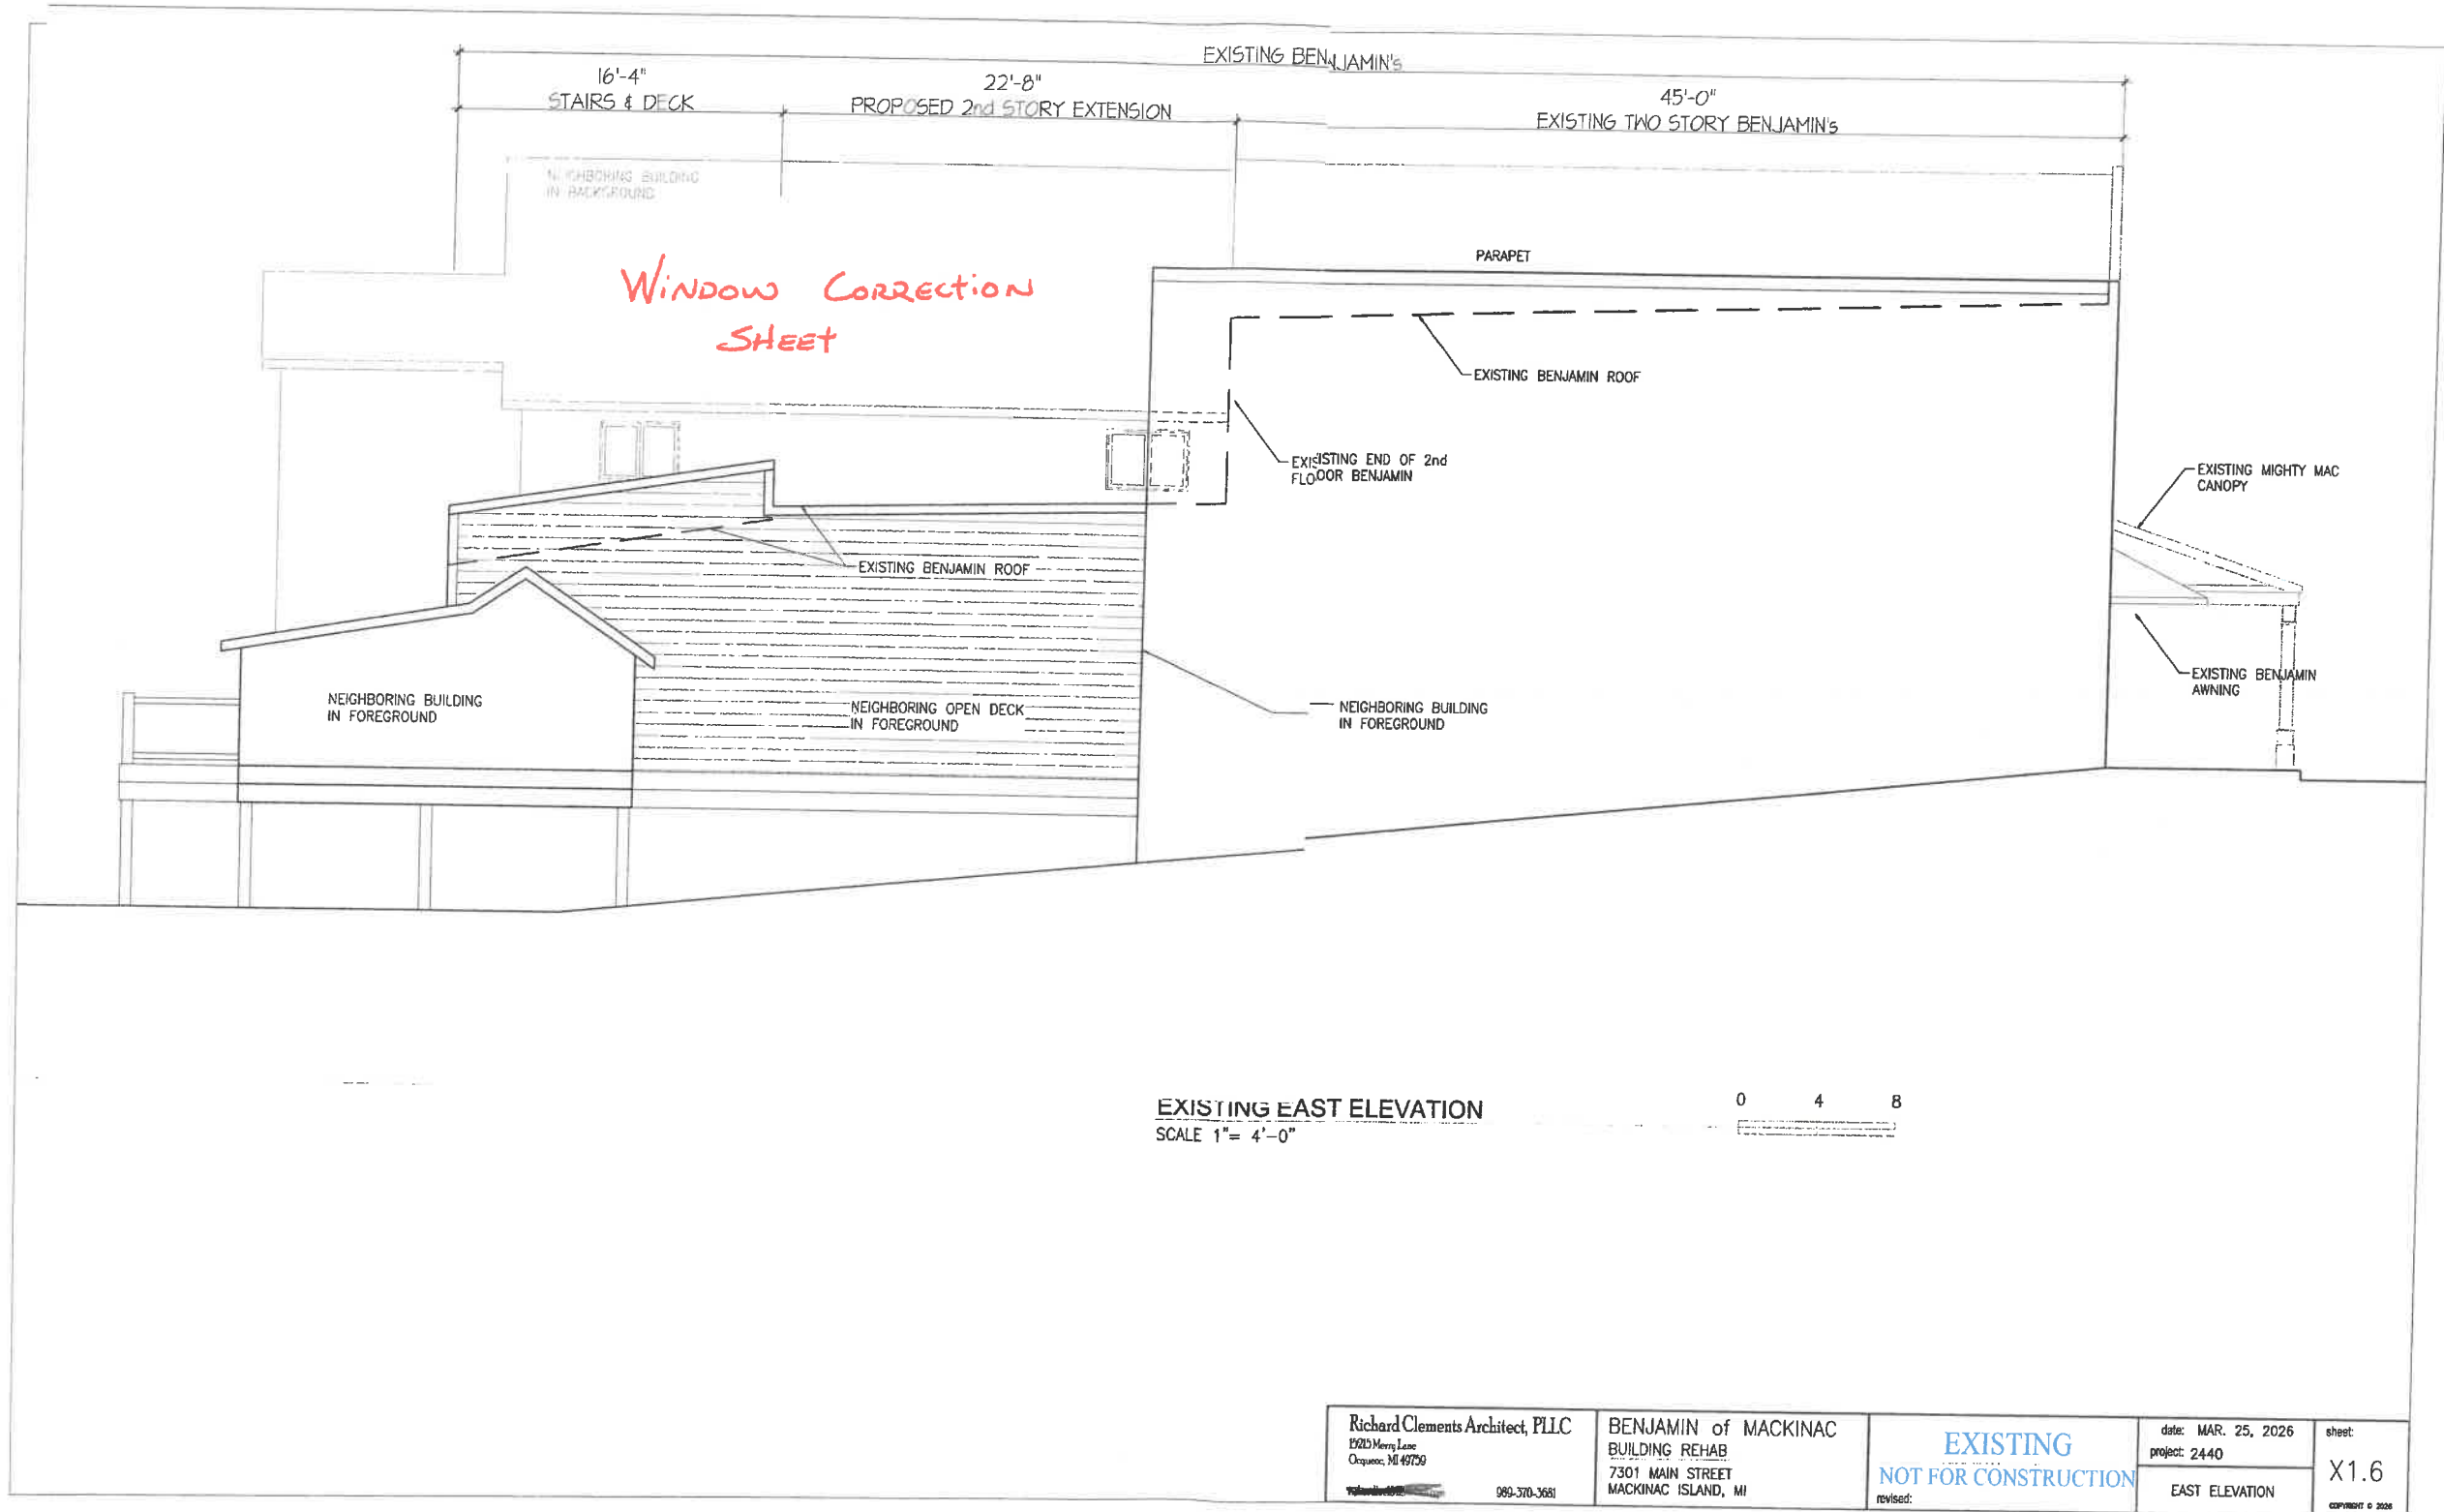 EXISTING BENJAMIN's
16'-4"
STAIRS & DECK
22'-8"
PROPOSED 2nd STORY EXTENSION
45'-0"
EXISTING TWO STORY BENJAMIN's
NEIGHBORING BUILDING
IN BACKGROUND
WiNDOW CORRECTiON
SHEEt
PARAPET
EXISTING BENJAMIN ROOF
EXISTING END OF 2nd
FLOOR BENJAMIN
EXISTING MIGHTY MAC
CANOPY
EXISTING BENJAMIN ROOF
EXISTING BENJAMIN
AWNING
NEIGHBORING BUILDING
IN FOREGROUND
NEIGHBORING OPEN DECK
IN FOREGROUND
NEIGHBORING BUILDING
IN FOREGROUND
EXISTING EAST ELEVATION
SCALE 1"= 4'-0"
0 4 8
Richard Clements Architect, PLLC
15215 Merry Lane
Ocqueoc, MI 49759
989-370-3681
BENJAMIN of MACKINAC
BUILDING REHAB
7301 MAIN STREET
MACKINAC ISLAND, MI
EXISTING
NOT FOR CONSTRUCTION
revised:
date: MAR. 25, 2026
project: 2440
EAST ELEVATION
sheet:
X1.6
COPYRIGHT © 2026